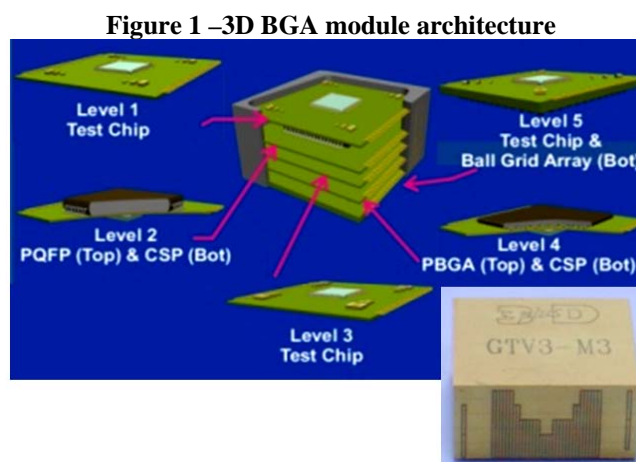 Figure 1 –3D BGA module architecture
Level 1
Test Chip
Level 5
Test Chip &
Ball Grid Array (Bot)
Level 2
PQFP (Top) & CSP (Bot)
Level 4
PBGA (Top) & CSP (Bot)
Level 3
Test Chip
GTV3-M3